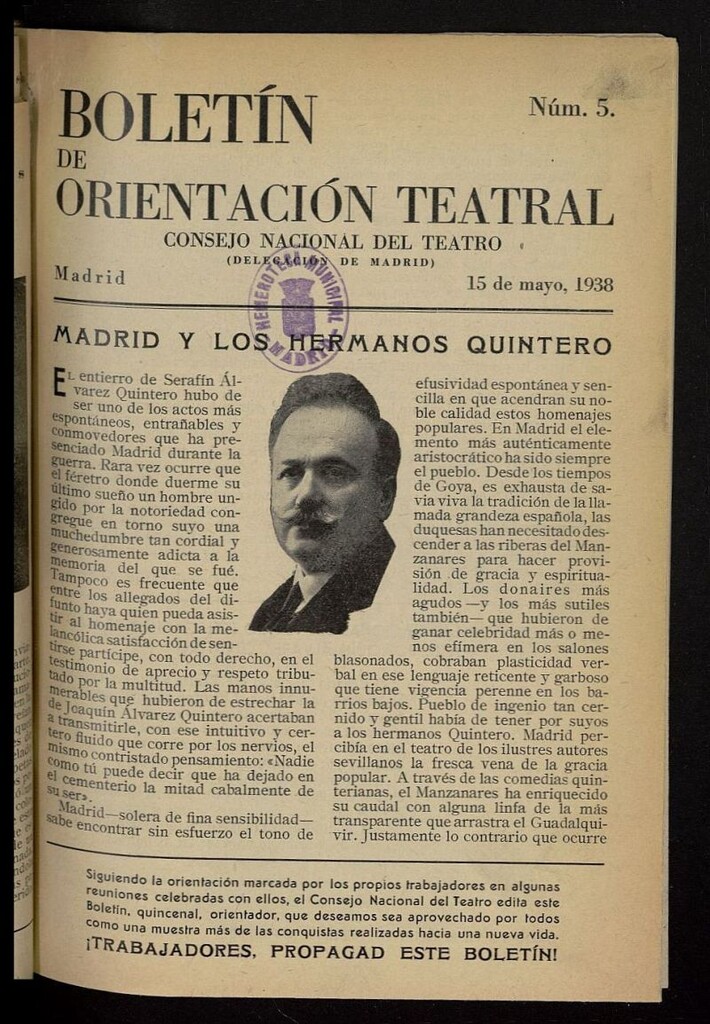 BOLETÍN
DE
ORIENTACIÓN TEATRAL
Núm. 5.
CONSEJO NACIONAL DEL TEATRO
(DELEGACIÓN DE MADRID)
Madrid
15 de mayo, 1938
HEMEROTECA MUNICIPAL
MADRID
MADRID Y LOS HERMANOS QUINTERO
EL entierro de Serafín Ál-
varez Quintero hubo de
ser uno de los actos más
espontáneos, entrañables y
conmovedores que ha pre-
senciado Madrid durante la
guerra. Rara vez ocurre que
el féretro donde duerme su
último sueño un hombre un-
gido por la notoriedad con-
gregue en torno suyo una
muchedumbre tan cordial y
generosamente adicta a la
memoria del que se fué.
Tampoco es frecuente que
entre los allegados del di-
funto haya quien pueda asis-
tir al homenaje con la me-
lancólica satisfacción de sen-
tirse partícipe, con todo derecho, en el
testimonio de aprecio y respeto tribu-
tado por la multitud. Las manos innu-
merables que hubieron de estrechar la
de Joaquín Álvarez Quintero acertaban
a transmitirle, con ese intuitivo y cer-
tero fluido que corre por los nervios, el
mismo contristado pensamiento: «Nadie
como tú puede decir que ha dejado en
el cementerio la mitad cabalmente de
su ser».
Madrid—solera de fina sensibilidad—
sabe encontrar sin esfuerzo el tono de
efusividad espontánea y sen-
cilla en que acendran su no-
ble calidad estos homenajes
populares. En Madrid el ele-
mento más auténticamente
aristocrático ha sido siempre
el pueblo. Desde los tiempos
de Goya, es exhausta de sa-
via viva la tradición de la lla-
mada grandeza española, las
duquesas han necesitado des-
cender a las riberas del Man-
zanares para hacer provi-
sión de gracia y espiritua-
lidad. Los donaires más
agudos —y los más sutiles
también— que hubieron de
ganar celebridad más o me-
nos efímera en los salones
blasonados, cobraban plasticidad ver-
bal en ese lenguaje reticente y garboso
que tiene vigencia perenne en los ba-
rrios bajos. Pueblo de ingenio tan cer-
nido y gentil había de tener por suyos
a los hermanos Quintero. Madrid per-
cibía en el teatro de los ilustres autores
sevillanos la fresca vena de la gracia
popular. A través de las comedias quin-
terianas, el Manzanares ha enriquecido
su caudal con alguna linfa de la más
transparente que arrastra el Guadalqui-
vir. Justamente lo contrario que ocurre
Siguiendo la orientación marcada por los propios trabajadores en algunas
reuniones celebradas con ellos, el Consejo Nacional del Teatro edita este
Boletín, quincenal, orientador, que deseamos sea aprovechado por todos
como una muestra más de las conquistas realizadas hacia una nueva vida.
¡TRABAJADORES, PROPAGAD ESTE BOLETÍN!